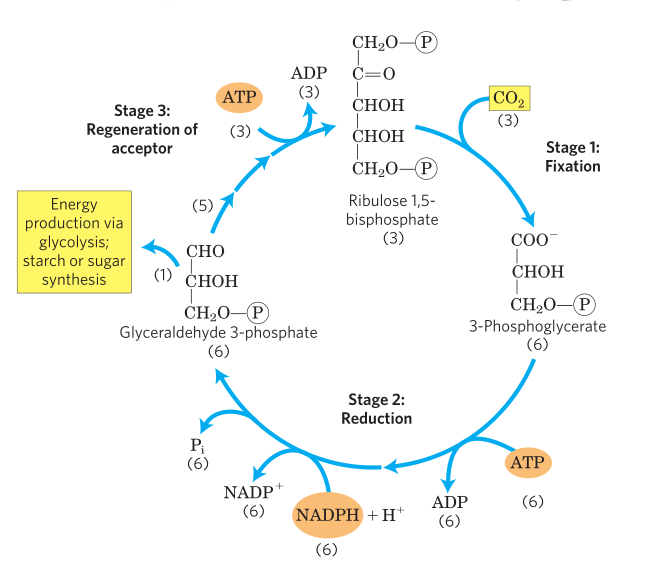 CH₂O—Ⓟ
C=O
CHOH
CHOH
CH₂O—Ⓟ
Ribulose 1,5-
bisphosphate
(3)
CO₂
(3)
Stage 1:
Fixation
COO⁻
CHOH
CH₂O—Ⓟ
3-Phosphoglycerate
(6)
ATP
(6)
ADP
(6)
Stage 2:
Reduction
NADPH + H⁺
(6)
NADP⁺
(6)
Pᵢ
(6)
CHO
CHOH
CH₂O—Ⓟ
Glyceraldehyde 3-phosphate
(6)
(1)
Energy
production via
glycolysis;
starch or sugar
synthesis
(5)
Stage 3:
Regeneration of
acceptor
ATP
(3)
ADP
(3)